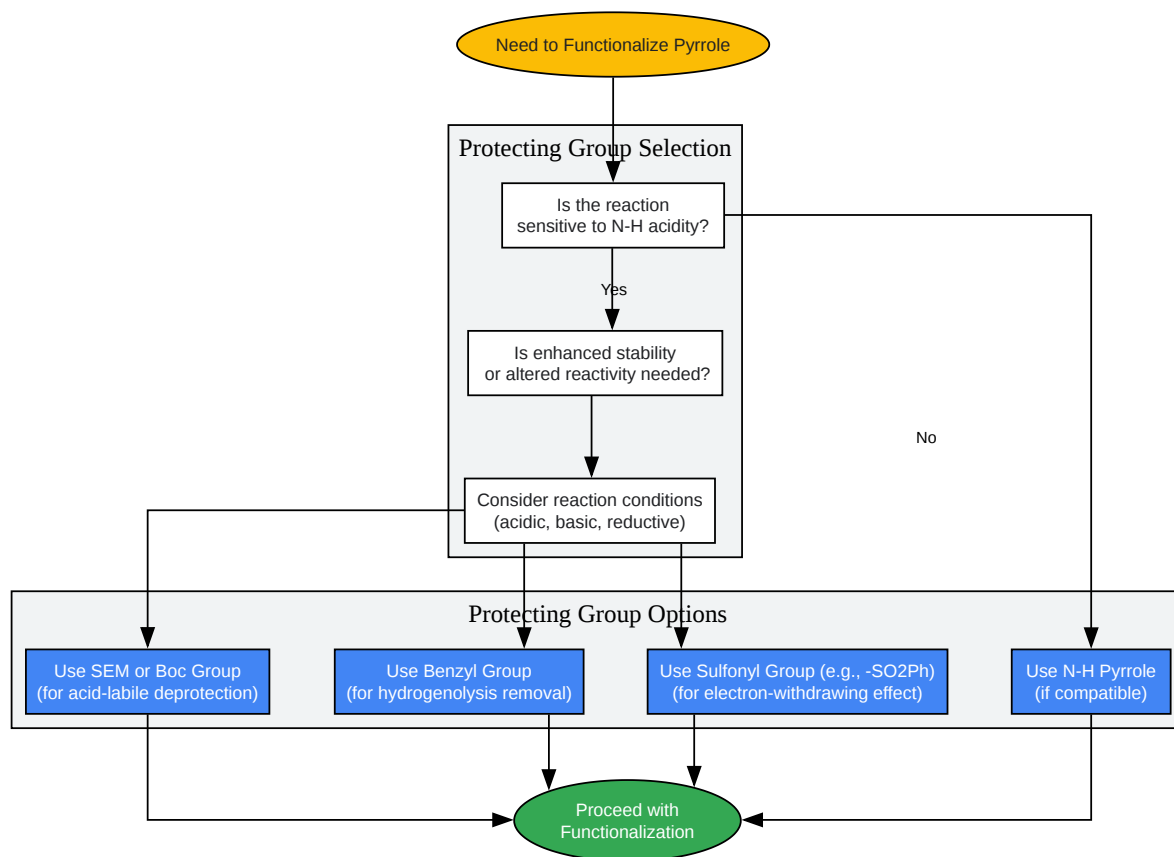 Need to Functionalize Pyrrole
Protecting Group Selection
Is the reaction
sensitive to N-H acidity?
Yes
Is enhanced stability
or altered reactivity needed?
No
Consider reaction conditions
(acidic, basic, reductive)
Protecting Group Options
Use SEM or Boc Group
(for acid-labile deprotection)
Use Benzyl Group
(for hydrogenolysis removal)
Use Sulfonyl Group (e.g., -SO2Ph)
(for electron-withdrawing effect)
Use N-H Pyrrole
(if compatible)
Proceed with
Functionalization